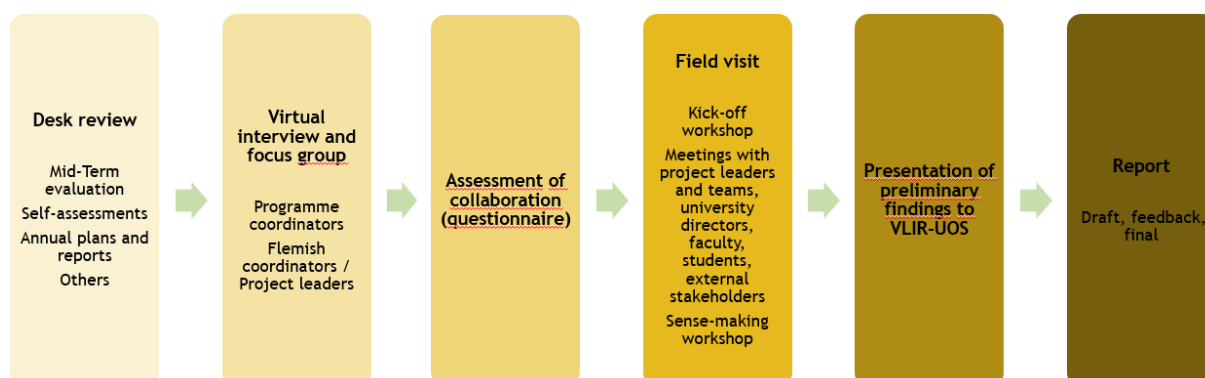 Desk review
Mid-Term
evaluation
Self-assessments
Annual plans and
reports
Others
Virtual
interview and
focus group
Programme
coordinators
Flemish
coordinators /
Project leaders
Assessment of
collaboration
(questionnaire)
Field visit
Kick-off
workshop
Meetings with
project leaders
and teams,
university
directors,
faculty,
students,
external
stakeholders
Sense-making
workshop
Presentation of
preliminary
findings to
VLIR-UOS
Report
Draft, feedback,
final